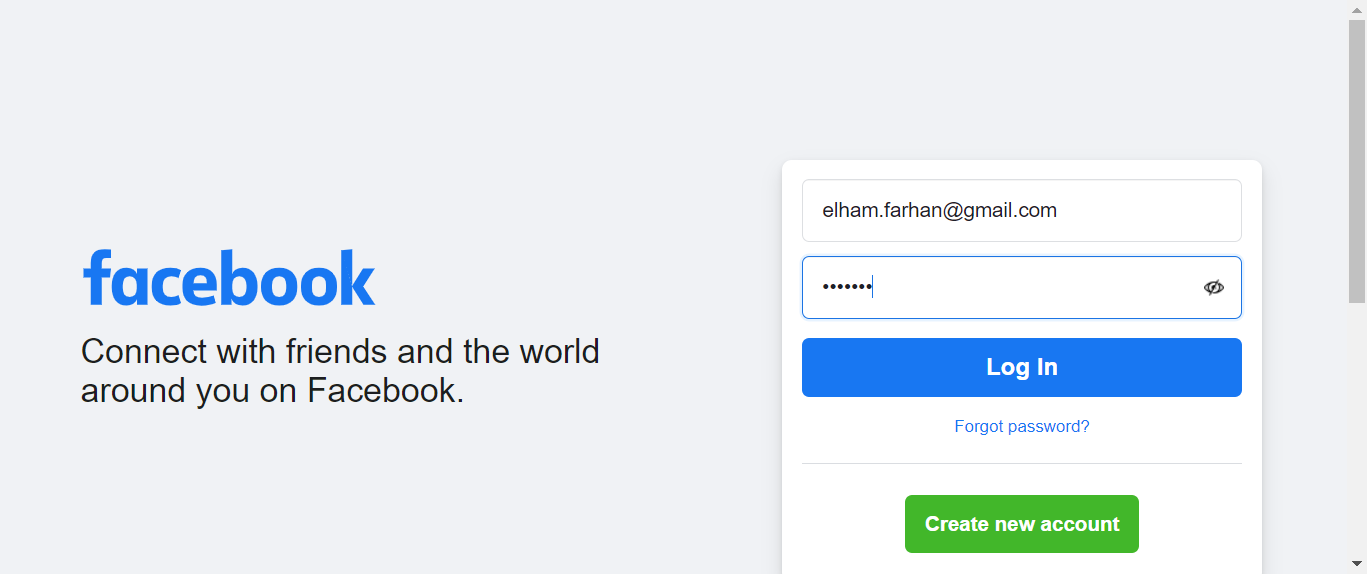 facebook
Connect with friends and the world
around you on Facebook.
elham.farhan@gmail.com
•••••••
Log In
Forgot password?
Create new account